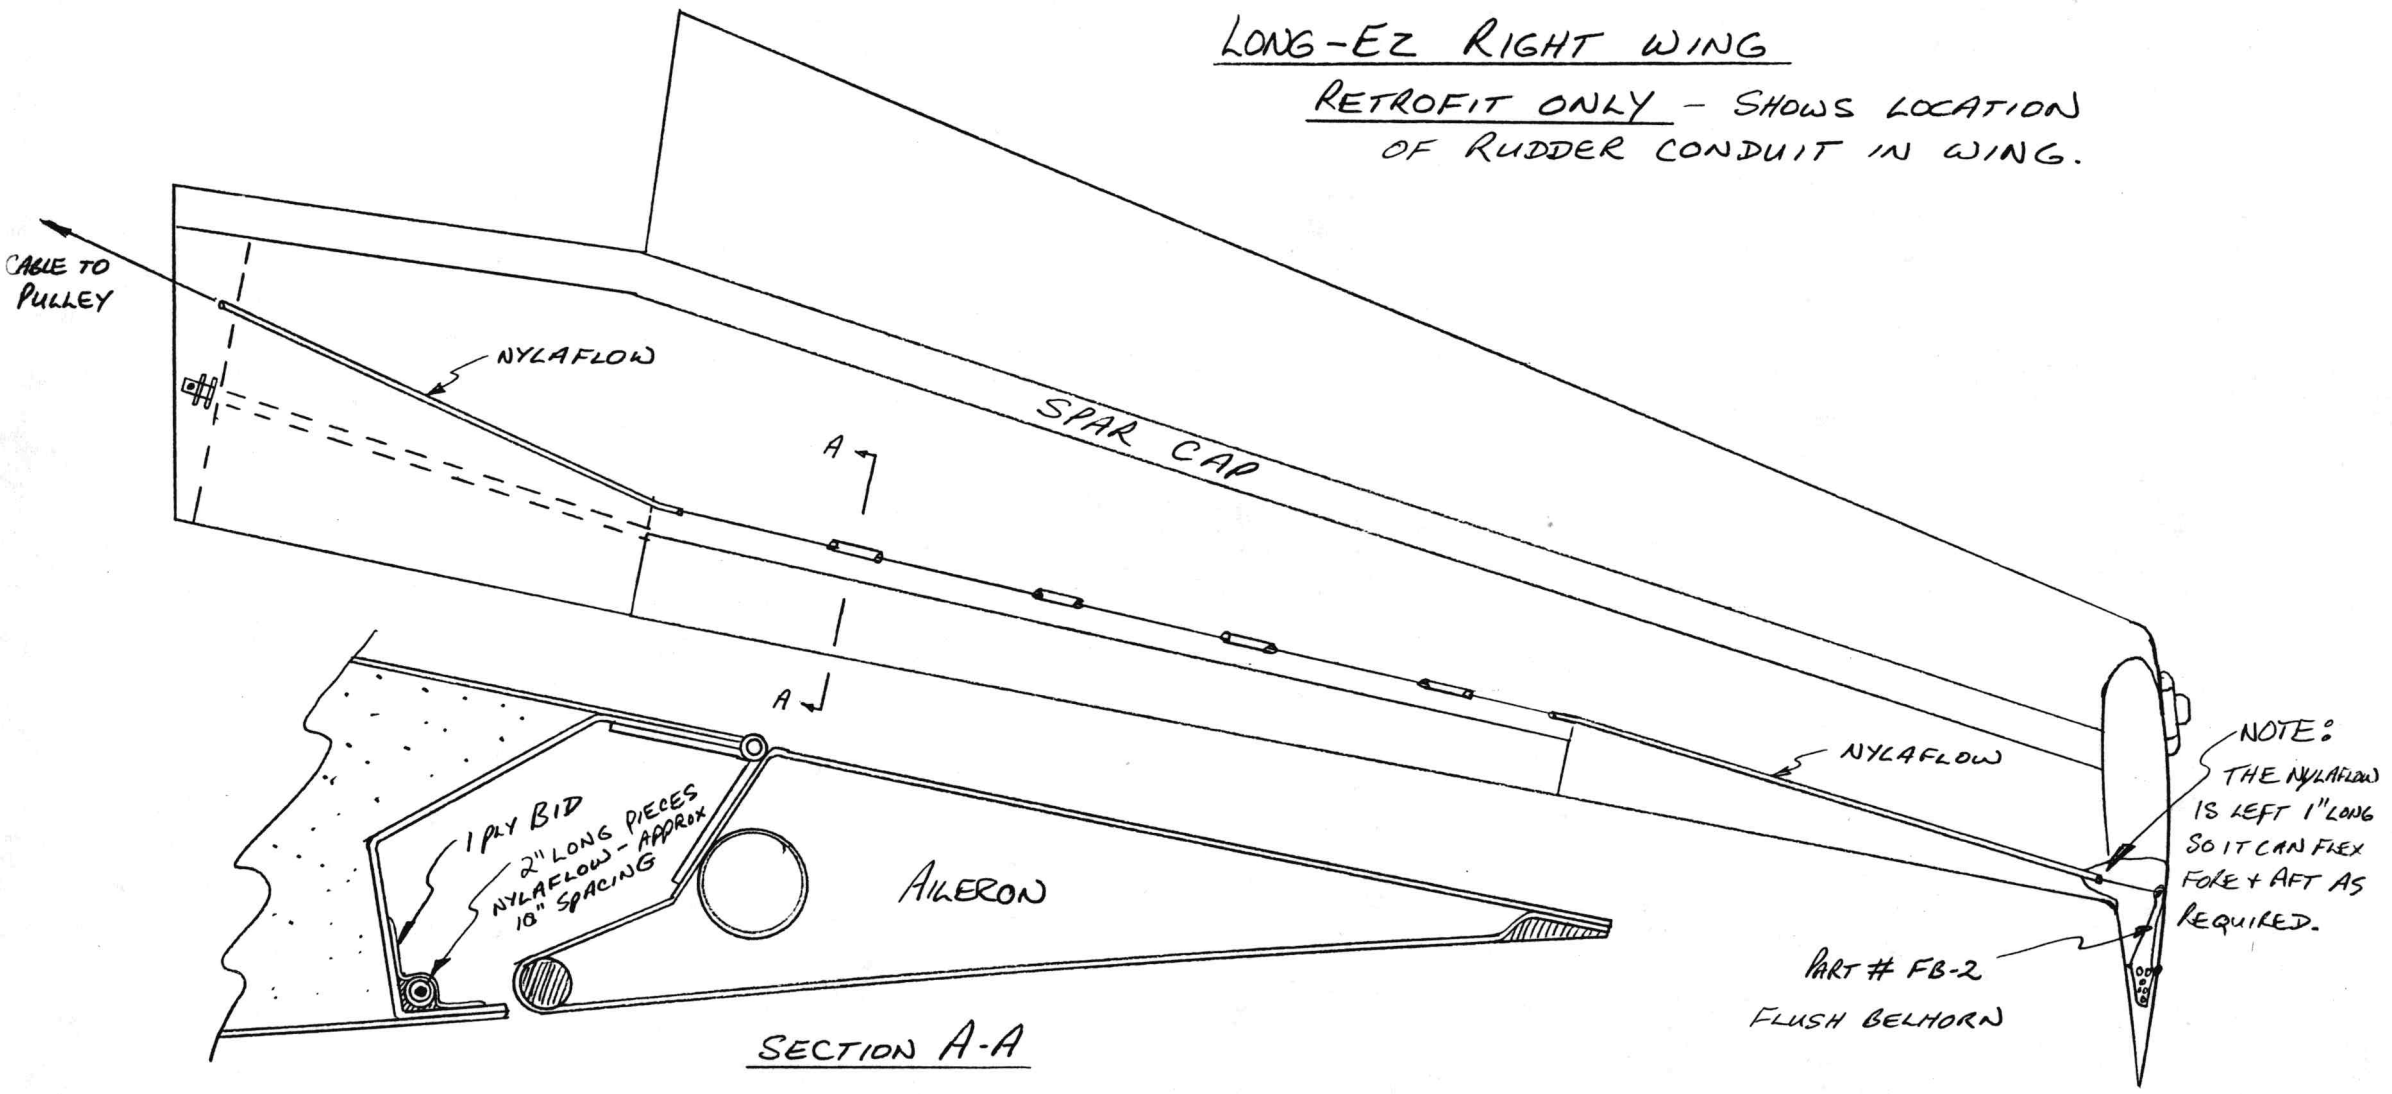 LONG-EZ RIGHT WING
RETROFIT ONLY - SHOWS LOCATION
OF RUDDER CONDUIT IN WING.
CABLE TO
PULLEY
NYLAFLOW
SPAR CAP
A
A
NYLAFLOW
NOTE:
THE NYLAFLOW
IS LEFT 1" LONG
SO IT CAN FLEX
FORE + AFT AS
REQUIRED.
1 PLY BID
2" LONG PIECES
NYLAFLOW - APPROX
10" SPACING
AILERON
PART # FB-2
FLUSH BELHORN
SECTION A-A